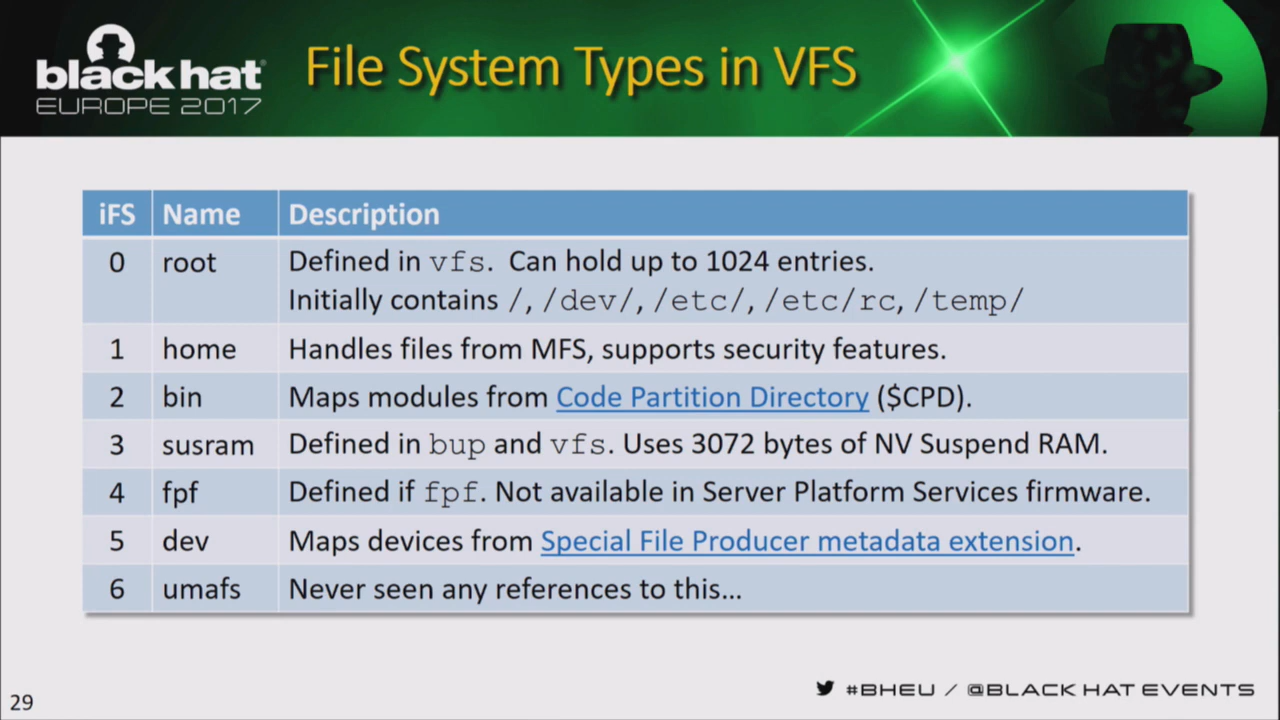 black hat®
EUROPE 2017
File System Types in VFS
iFS Name Description
0 root Defined in vfs. Can hold up to 1024 entries.
Initially contains /, /dev/, /etc/, /etc/rc, /temp/
1 home Handles files from MFS, supports security features.
2 bin Maps modules from Code Partition Directory ($CPD).
3 susram Defined in bup and vfs. Uses 3072 bytes of NV Suspend RAM.
4 fpf Defined if fpf. Not available in Server Platform Services firmware.
5 dev Maps devices from Special File Producer metadata extension.
6 umafs Never seen any references to this…
29
#BHEU / @BLACK HAT EVENTS